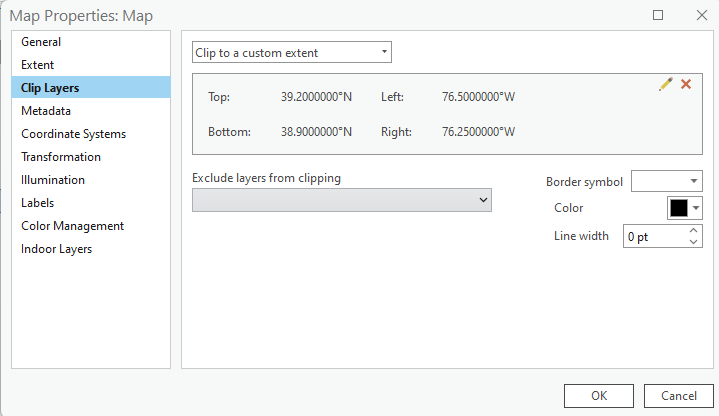 Map Properties: Map
General
Extent
Clip Layers
Metadata
Coordinate Systems
Transformation
Illumination
Labels
Color Management
Indoor Layers
Clip to a custom extent
Top: 39.2000000°N Left: 76.5000000°W
Bottom: 38.9000000°N Right: 76.2500000°W
Exclude layers from clipping
Border symbol
Color
Line width 0 pt
OK Cancel